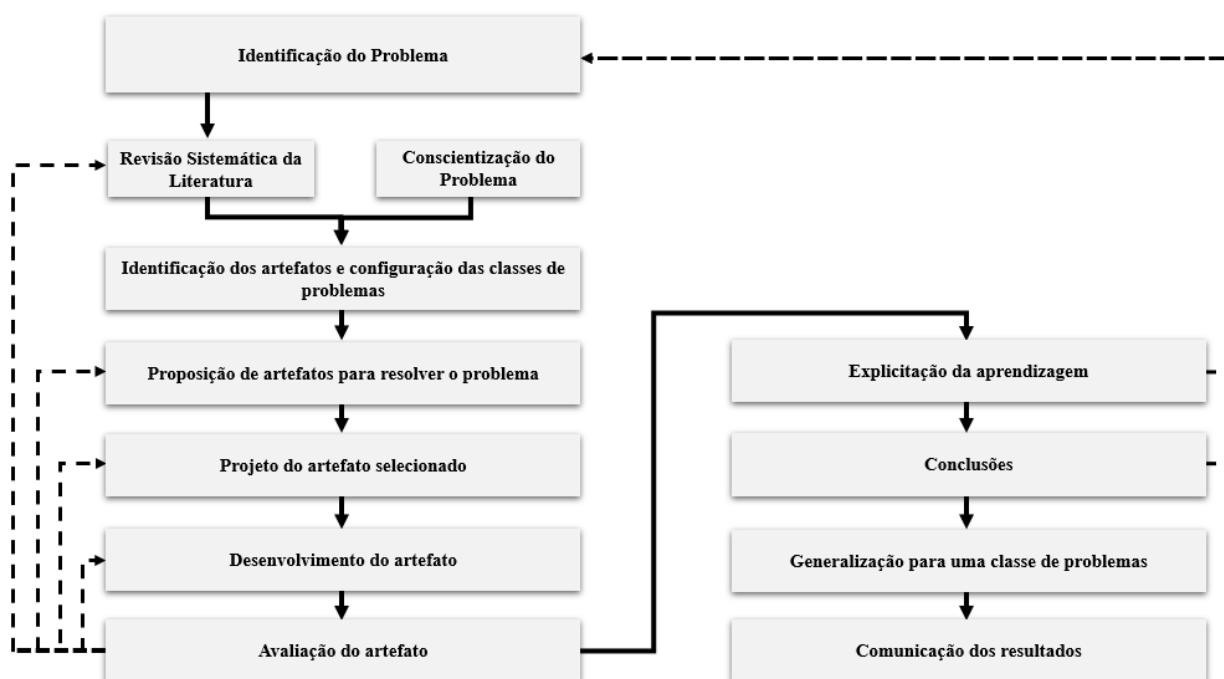 Identificação do Problema
Revisão Sistemática da
Literatura
Conscientização do
Problema
Identificação dos artefatos e configuração das classes de
problemas
Proposição de artefatos para resolver o problema
Projeto do artefato selecionado
Desenvolvimento do artefato
Avaliação do artefato
Explicitação da aprendizagem
Conclusões
Generalização para uma classe de problemas
Comunicação dos resultados